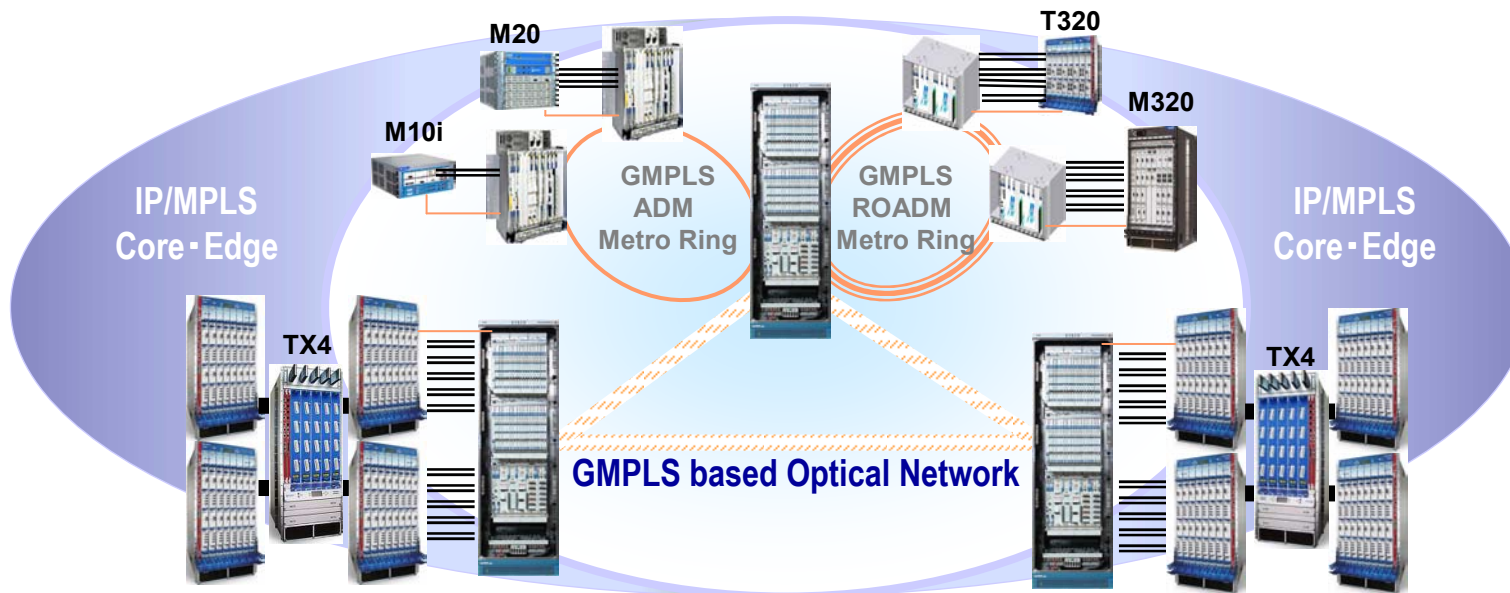 M20
T320
M320
M10i
GMPLS
ADM
Metro Ring
GMPLS
ROADM
Metro Ring
IP/MPLS
Core・Edge
IP/MPLS
Core・Edge
TX4
TX4
GMPLS based Optical Network